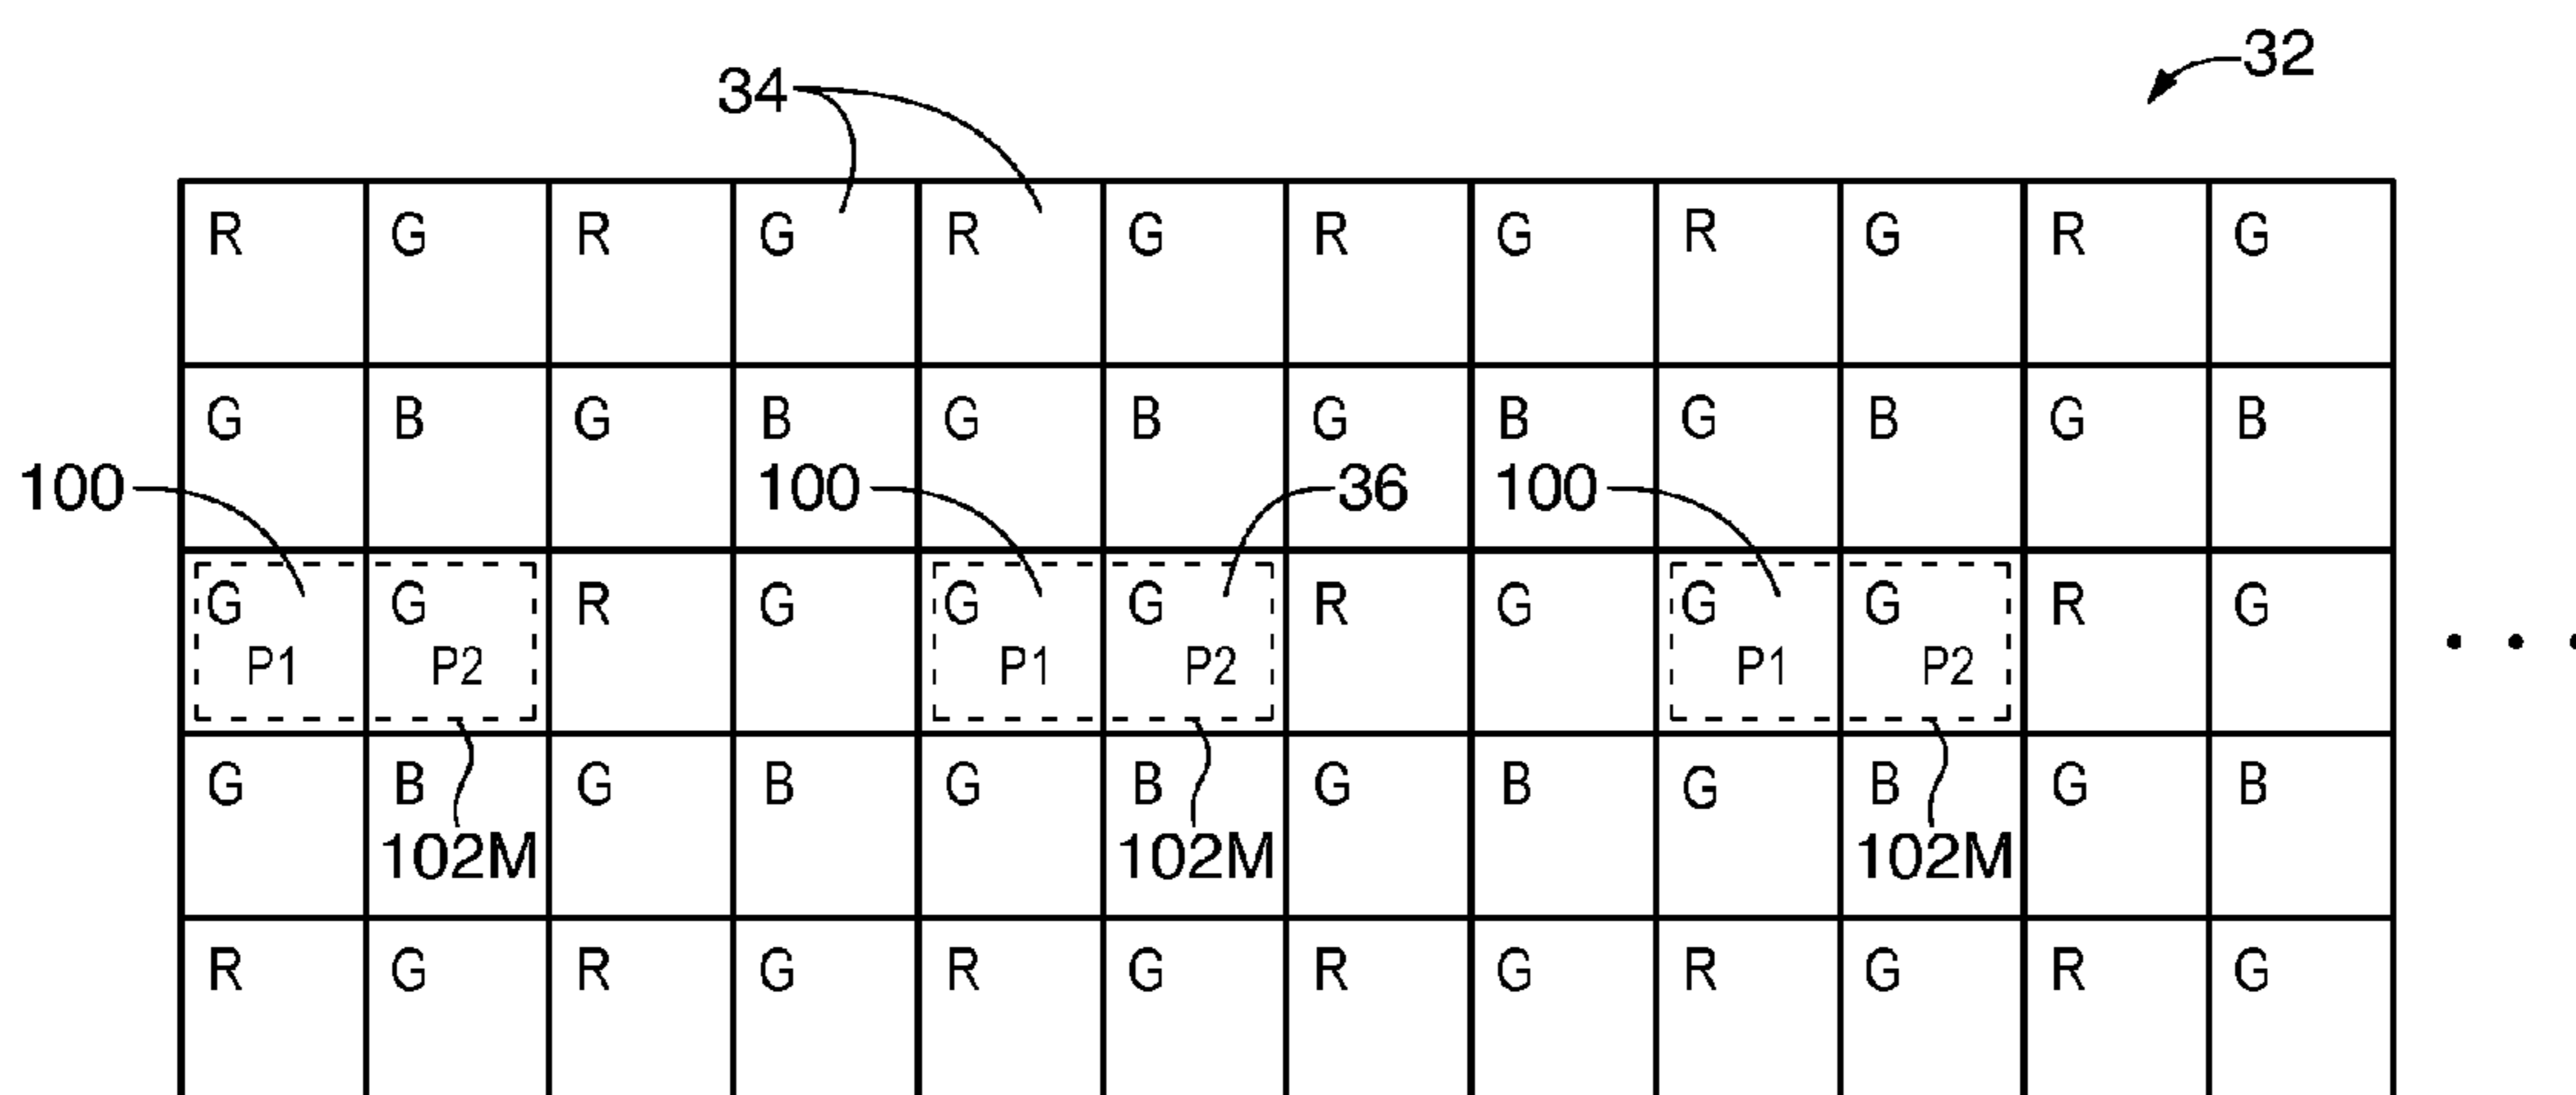 32
34
R G R G R G R G R G R G
G B G B G B G B G B G B
100 100 36 100
G G R G G G R G G G R G
P1 P2 P1 P2 P1 P2
G B G B G B G B G B G B
102M 102M 102M
R G R G R G R G R G R G